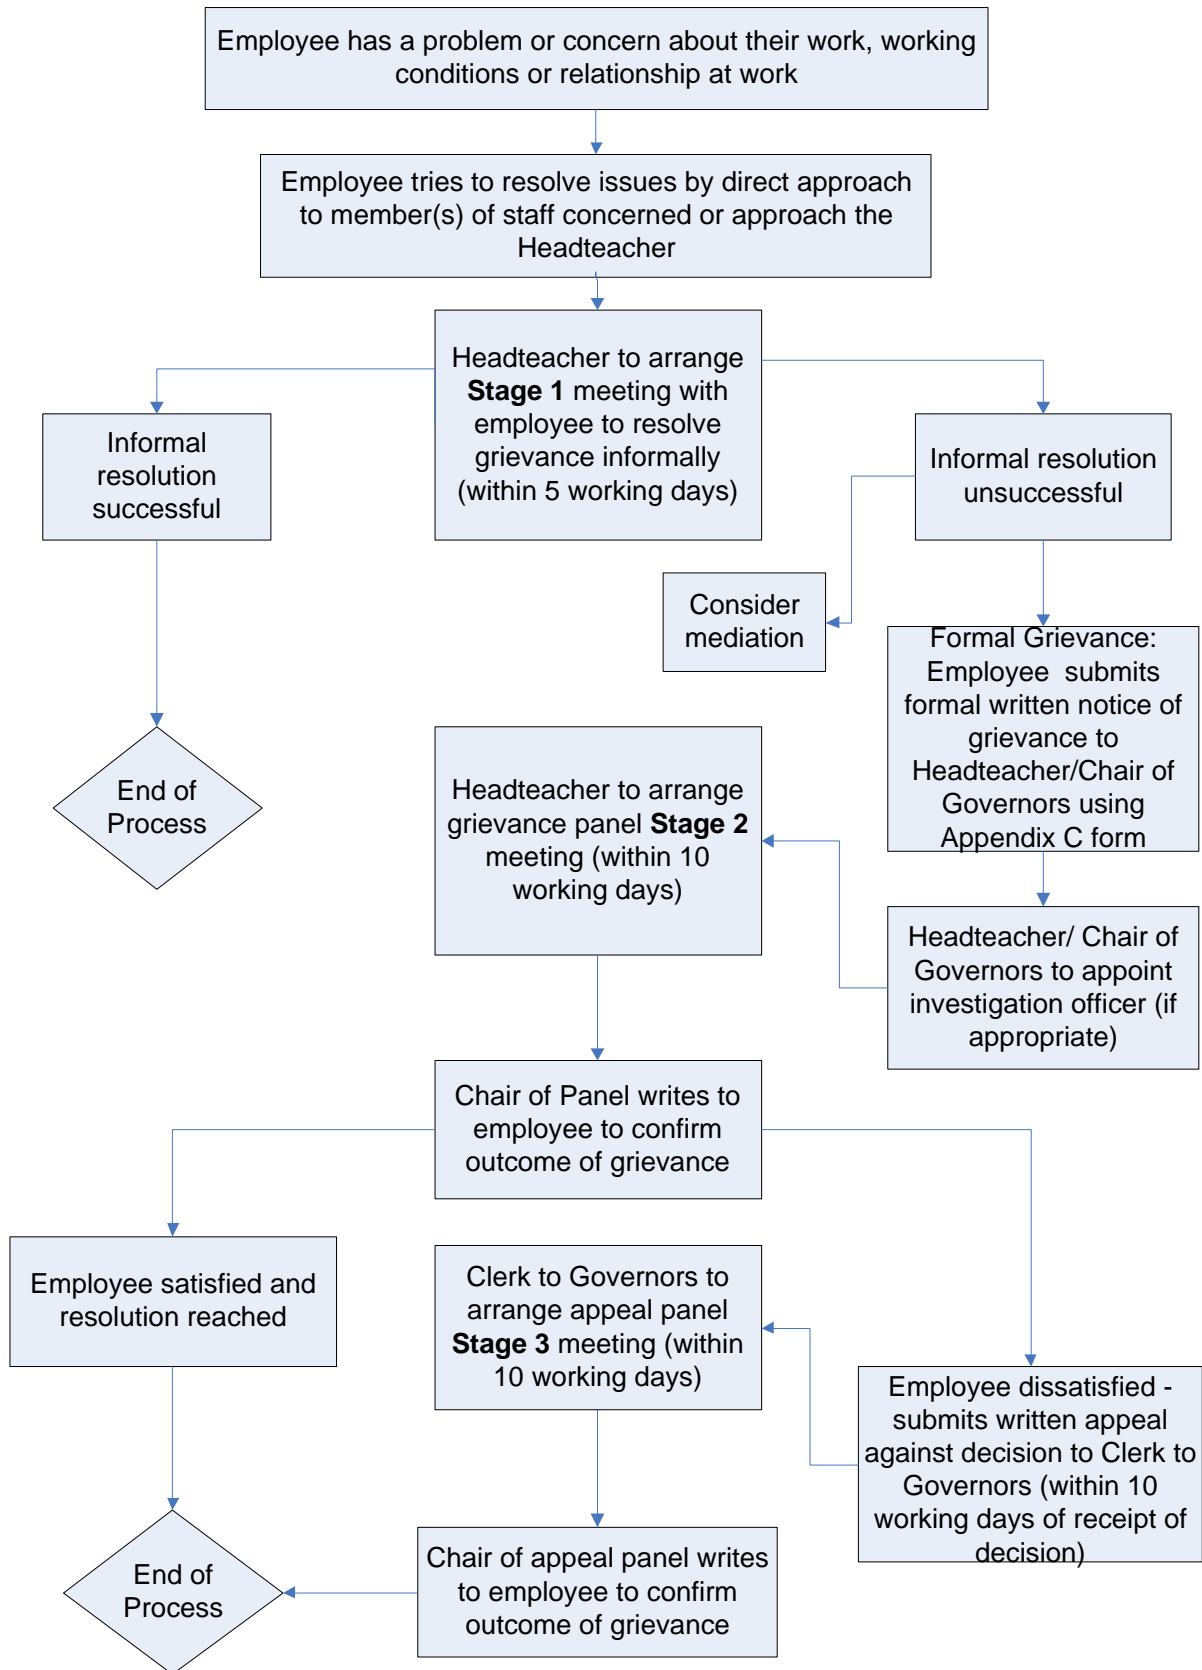 Employee has a problem or concern about their work, working
conditions or relationship at work
Employee tries to resolve issues by direct approach
to member(s) of staff concerned or approach the
Headteacher
Headteacher to arrange
Stage 1 meeting with
employee to resolve
grievance informally
(within 5 working days)
Informal
resolution
successful
Informal resolution
unsuccessful
Consider
mediation
End of
Process
Formal Grievance:
Employee  submits
formal written notice of
grievance to
Headteacher/Chair of
Governors using
Appendix C form
Headteacher to arrange
grievance panel Stage 2
meeting (within 10
working days)
Headteacher/ Chair of
Governors to appoint
investigation officer (if
appropriate)
Chair of Panel writes to
employee to confirm
outcome of grievance
Employee satisfied and
resolution reached
Clerk to Governors to
arrange appeal panel
Stage 3 meeting (within
10 working days)
Employee dissatisfied -
submits written appeal
against decision to Clerk to
Governors (within 10
working days of receipt of
decision)
Chair of appeal panel writes
to employee to confirm
outcome of grievance
End of
Process